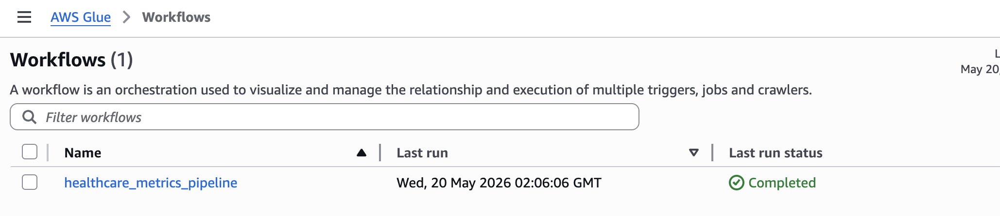 AWS Glue > Workflows
Workflows (1)
L
May 20,
A workflow is an orchestration used to visualize and manage the relationship and execution of multiple triggers, jobs and crawlers.
Filter workflows
Name Last run Last run status
healthcare_metrics_pipeline Wed, 20 May 2026 02:06:06 GMT Completed